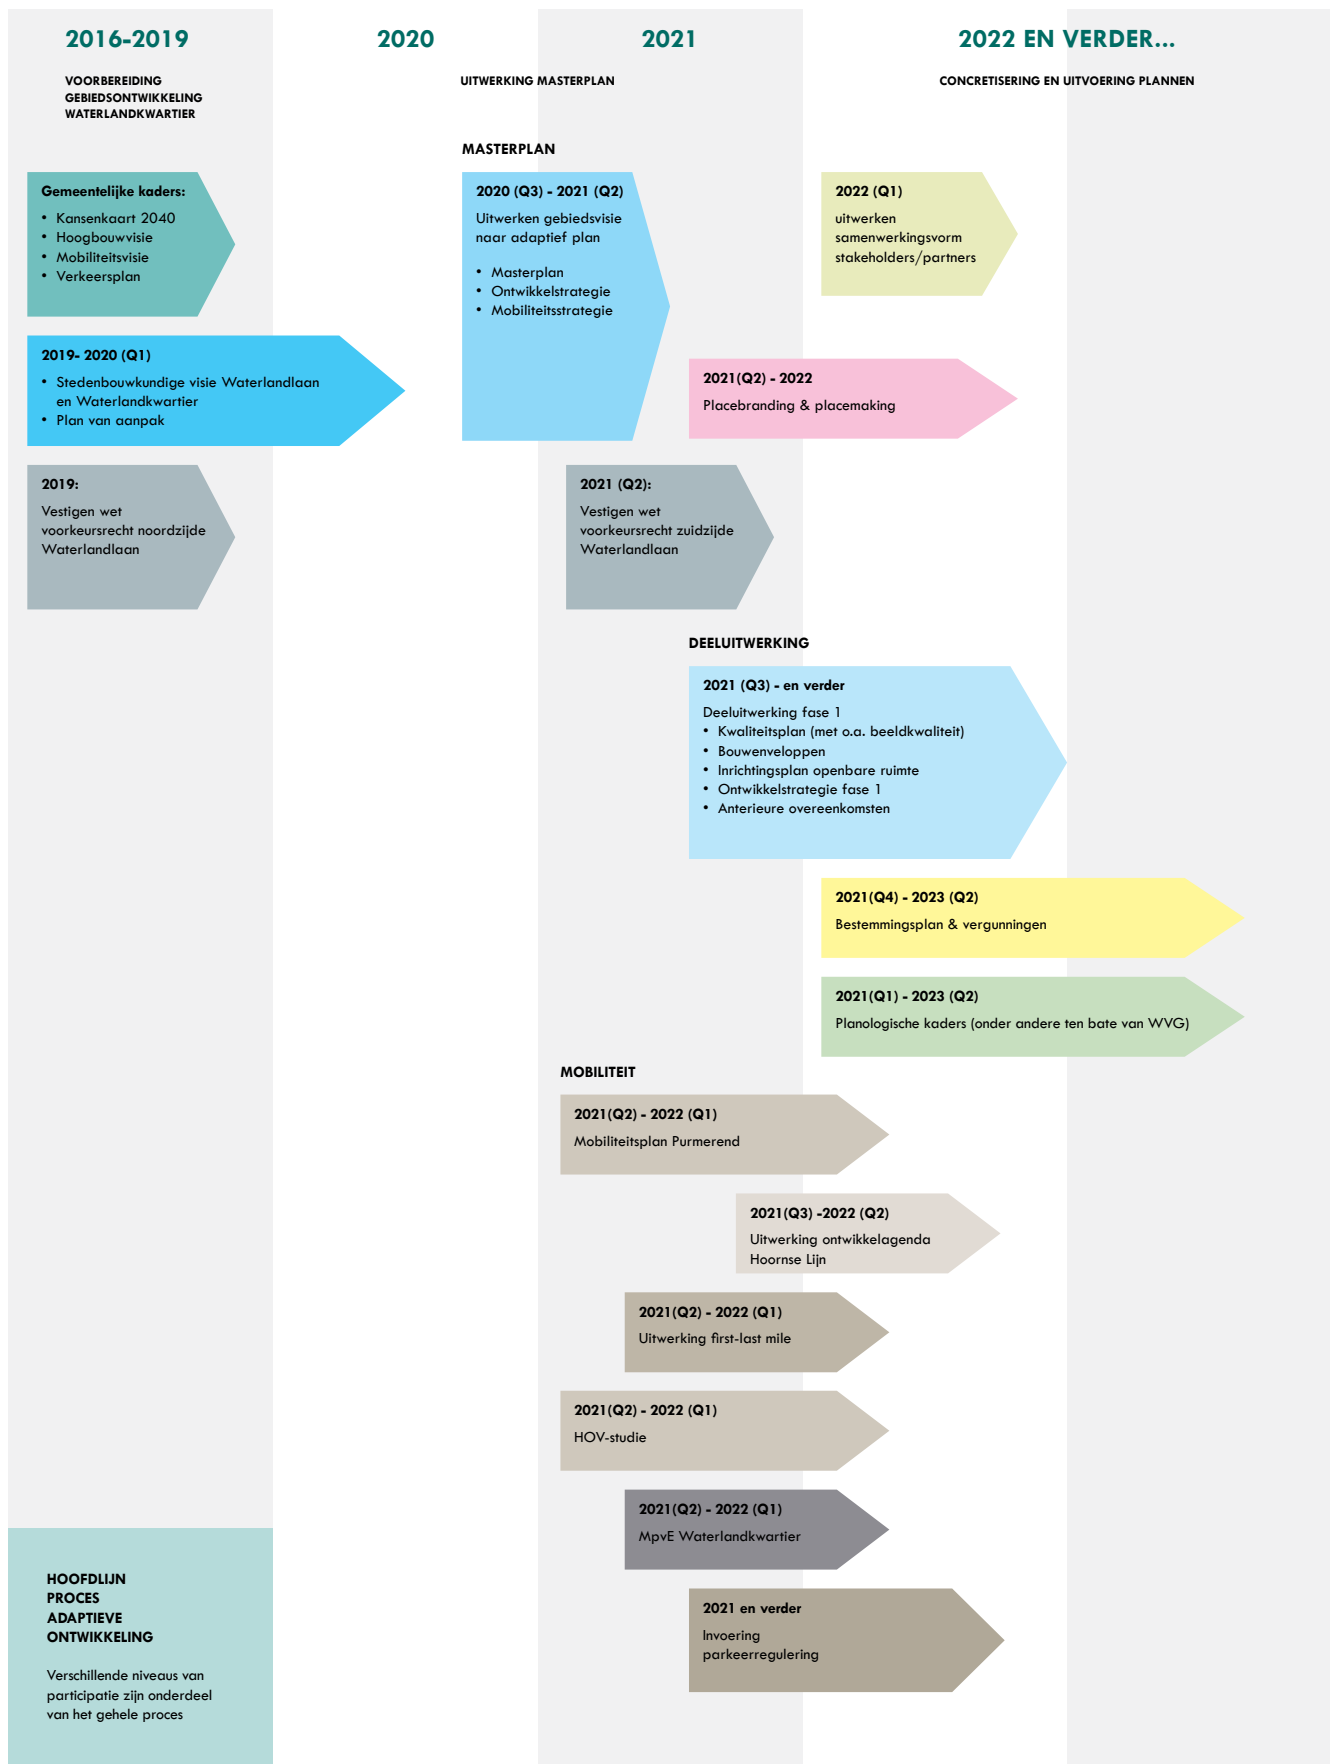 2016-2019
2020
2021
2022 EN VERDER...
VOORBEREIDING
GEBIEDSONTWIKKELING
WATERLANDKWARTIER
UITWERKING MASTERPLAN
CONCRETISERING EN UITVOERING PLANNEN
MASTERPLAN
Gemeentelijke kaders:
• Kansenkaart 2040
• Hoogbouwvisie
• Mobiliteitsvisie
• Verkeersplan
2020 (Q3) - 2021 (Q2)
Uitwerken gebiedsvisie
naar adaptief plan
• Masterplan
• Ontwikkelstrategie
• Mobiliteitsstrategie
2022 (Q1)
uitwerken
samenwerkingsvorm
stakeholders/partners
2019- 2020 (Q1)
• Stedenbouwkundige visie Waterlandlaan
en Waterlandkwartier
• Plan van aanpak
2021(Q2) - 2022
Placebranding & placemaking
2019:
Vestigen wet
voorkeursrecht noordzijde
Waterlandlaan
2021 (Q2):
Vestigen wet
voorkeursrecht zuidzijde
Waterlandlaan
DEELUITWERKING
2021 (Q3) - en verder
Deeluitwerking fase 1
• Kwaliteitsplan (met o.a. beeldkwaliteit)
• Bouwenveloppen
• Inrichtingsplan openbare ruimte
• Ontwikkelstrategie fase 1
• Anterieure overeenkomsten
2021(Q4) - 2023 (Q2)
Bestemmingsplan & vergunningen
2021(Q1) - 2023 (Q2)
Planologische kaders (onder andere ten bate van WVG)
MOBILITEIT
2021(Q2) - 2022 (Q1)
Mobiliteitsplan Purmerend
2021(Q3) -2022 (Q2)
Uitwerking ontwikkelagenda
Hoornse Lijn
2021(Q2) - 2022 (Q1)
Uitwerking first-last mile
2021(Q2) - 2022 (Q1)
HOV-studie
2021(Q2) - 2022 (Q1)
MpvE Waterlandkwartier
2021 en verder
Invoering
parkeerregulering
HOOFDLIJN
PROCES
ADAPTIEVE
ONTWIKKELING
Verschillende niveaus van
participatie zijn onderdeel
van het gehele proces